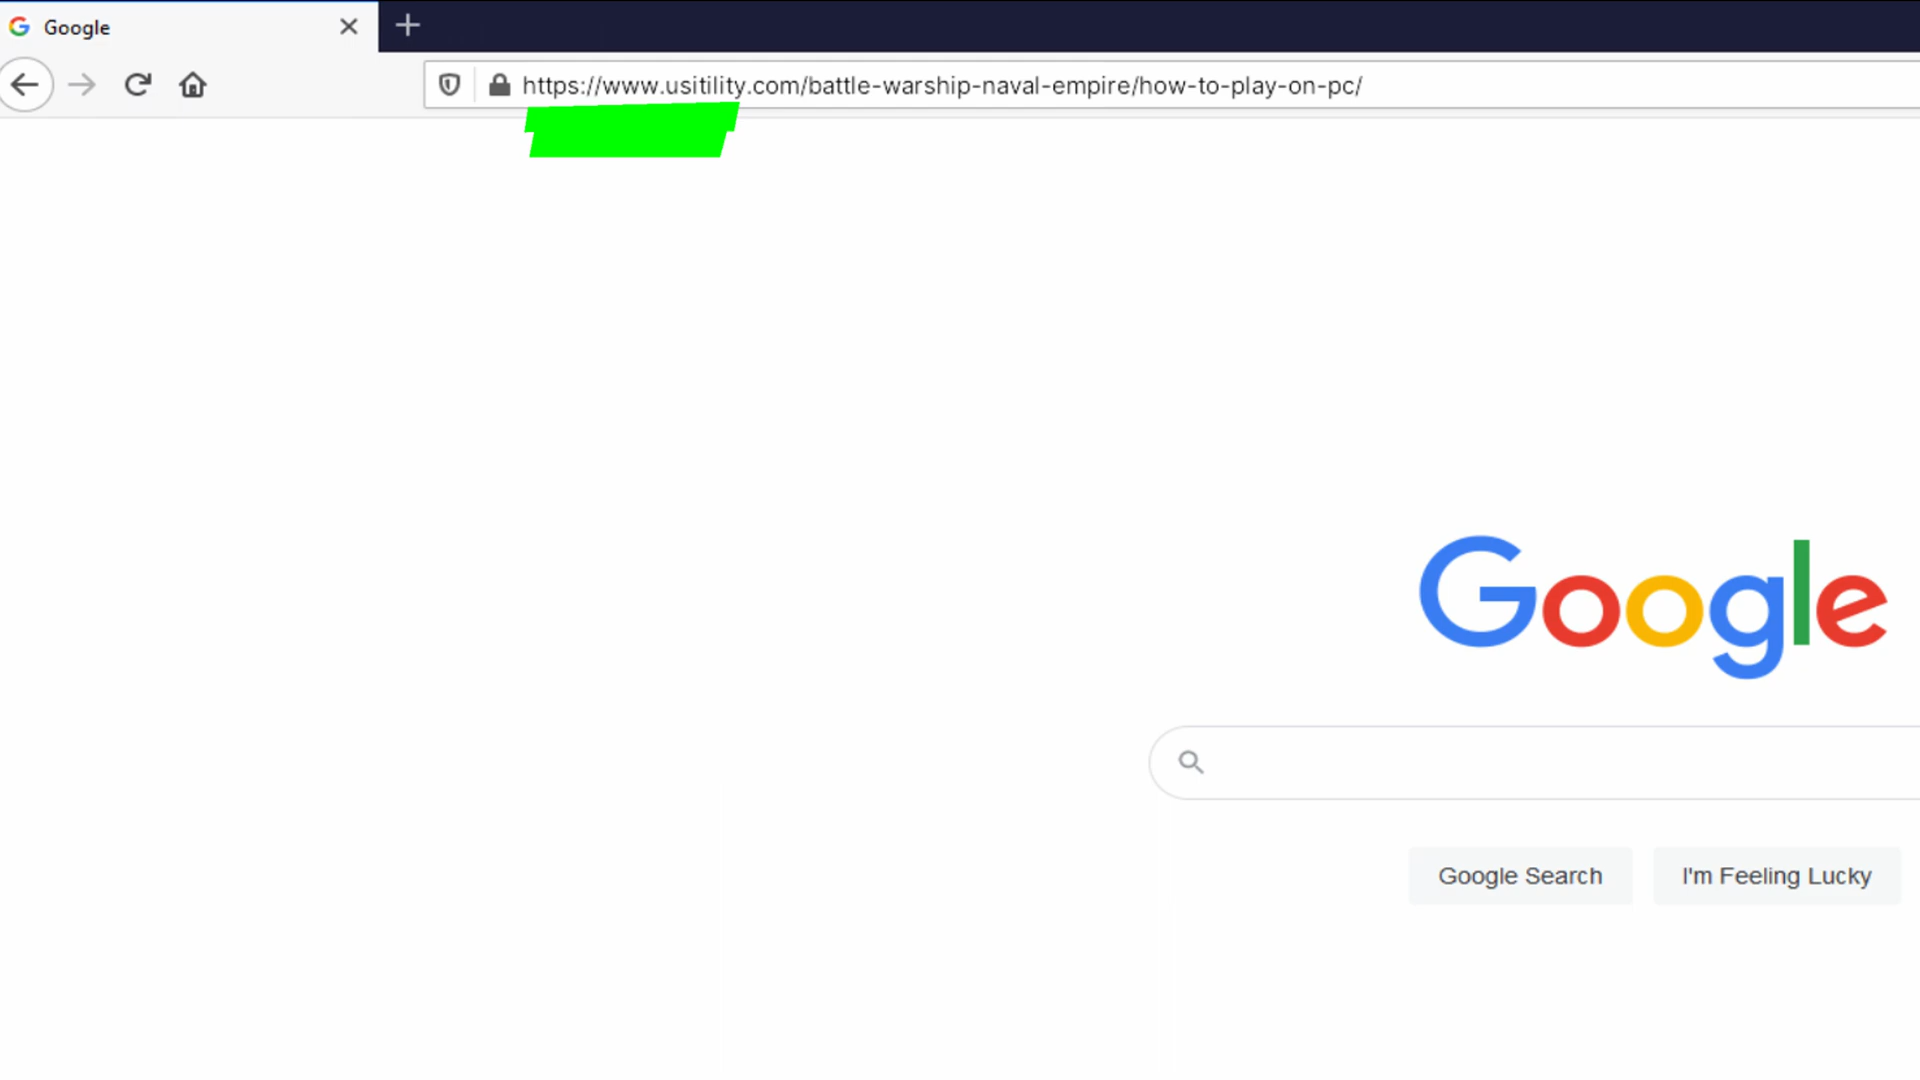 Google
https://www.usitility.com/battle-warship-naval-empire/how-to-play-on-pc/
Google
Google Search
I'm Feeling Lucky